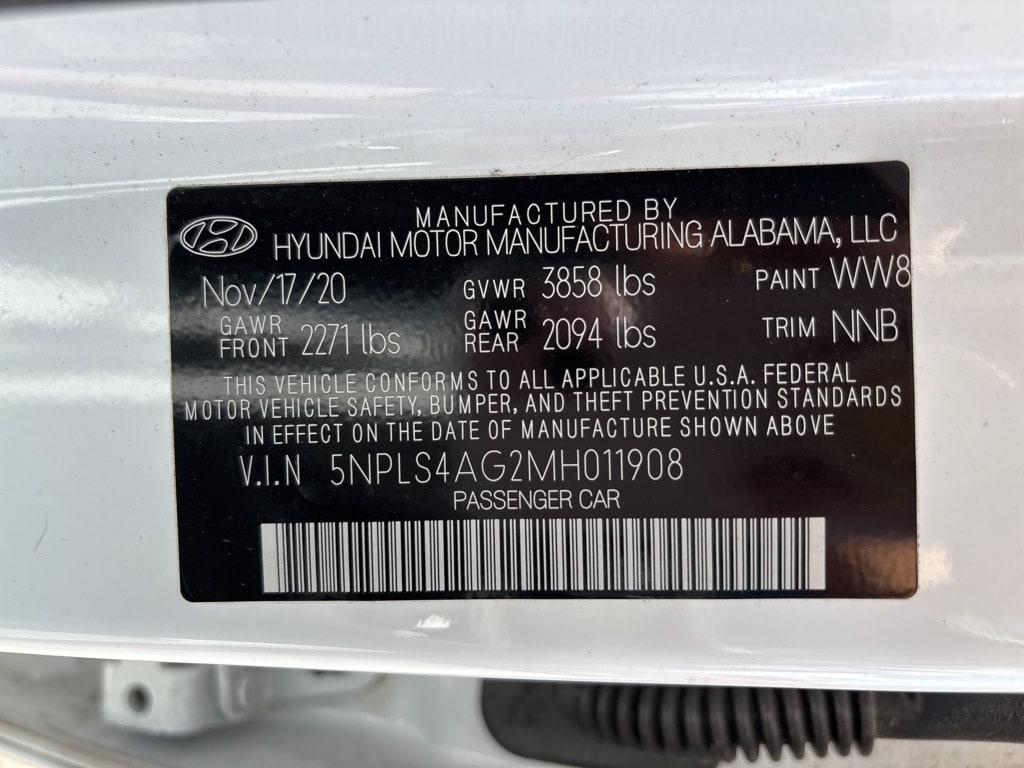 MANUFACTURED BY
HYUNDAI MOTOR MANUFACTURING ALABAMA, LLC
Nov/17/20 GVWR 3858 lbs PAINT WW8
GAWR FRONT 2271 lbs GAWR REAR 2094 lbs TRIM NNB
THIS VEHICLE CONFORMS TO ALL APPLICABLE U.S.A. FEDERAL
MOTOR VEHICLE SAFETY, BUMPER, AND THEFT PREVENTION STANDARDS
IN EFFECT ON THE DATE OF MANUFACTURE SHOWN ABOVE
V.I.N 5NPLS4AG2MH011908
PASSENGER CAR